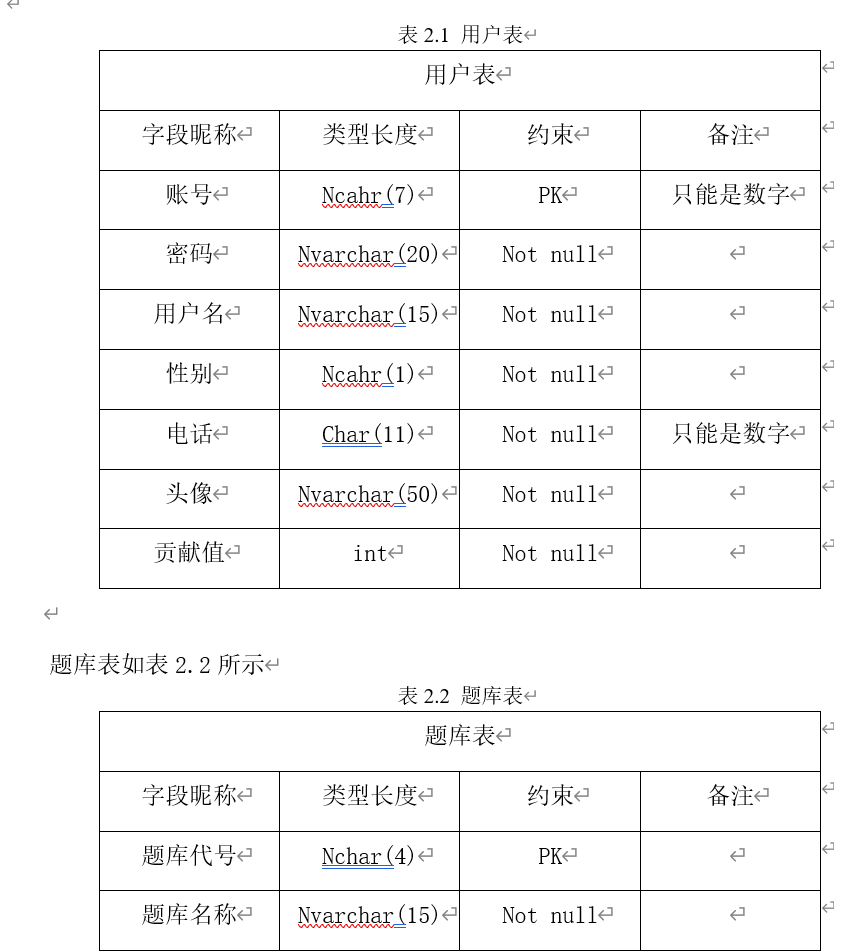 表 2.1 用户表
用户表
字段昵称 类型长度 约束 备注
账号 Ncahr(7) PK 只能是数字
密码 Nvarchar(20) Not null
用户名 Nvarchar(15) Not null
性别 Ncahr(1) Not null
电话 Char(11) Not null 只能是数字
头像 Nvarchar(50) Not null
贡献值 int Not null
题库表如表 2.2 所示
表 2.2 题库表
题库表
字段昵称 类型长度 约束 备注
题库代号 Nchar(4) PK
题库名称 Nvarchar(15) Not null